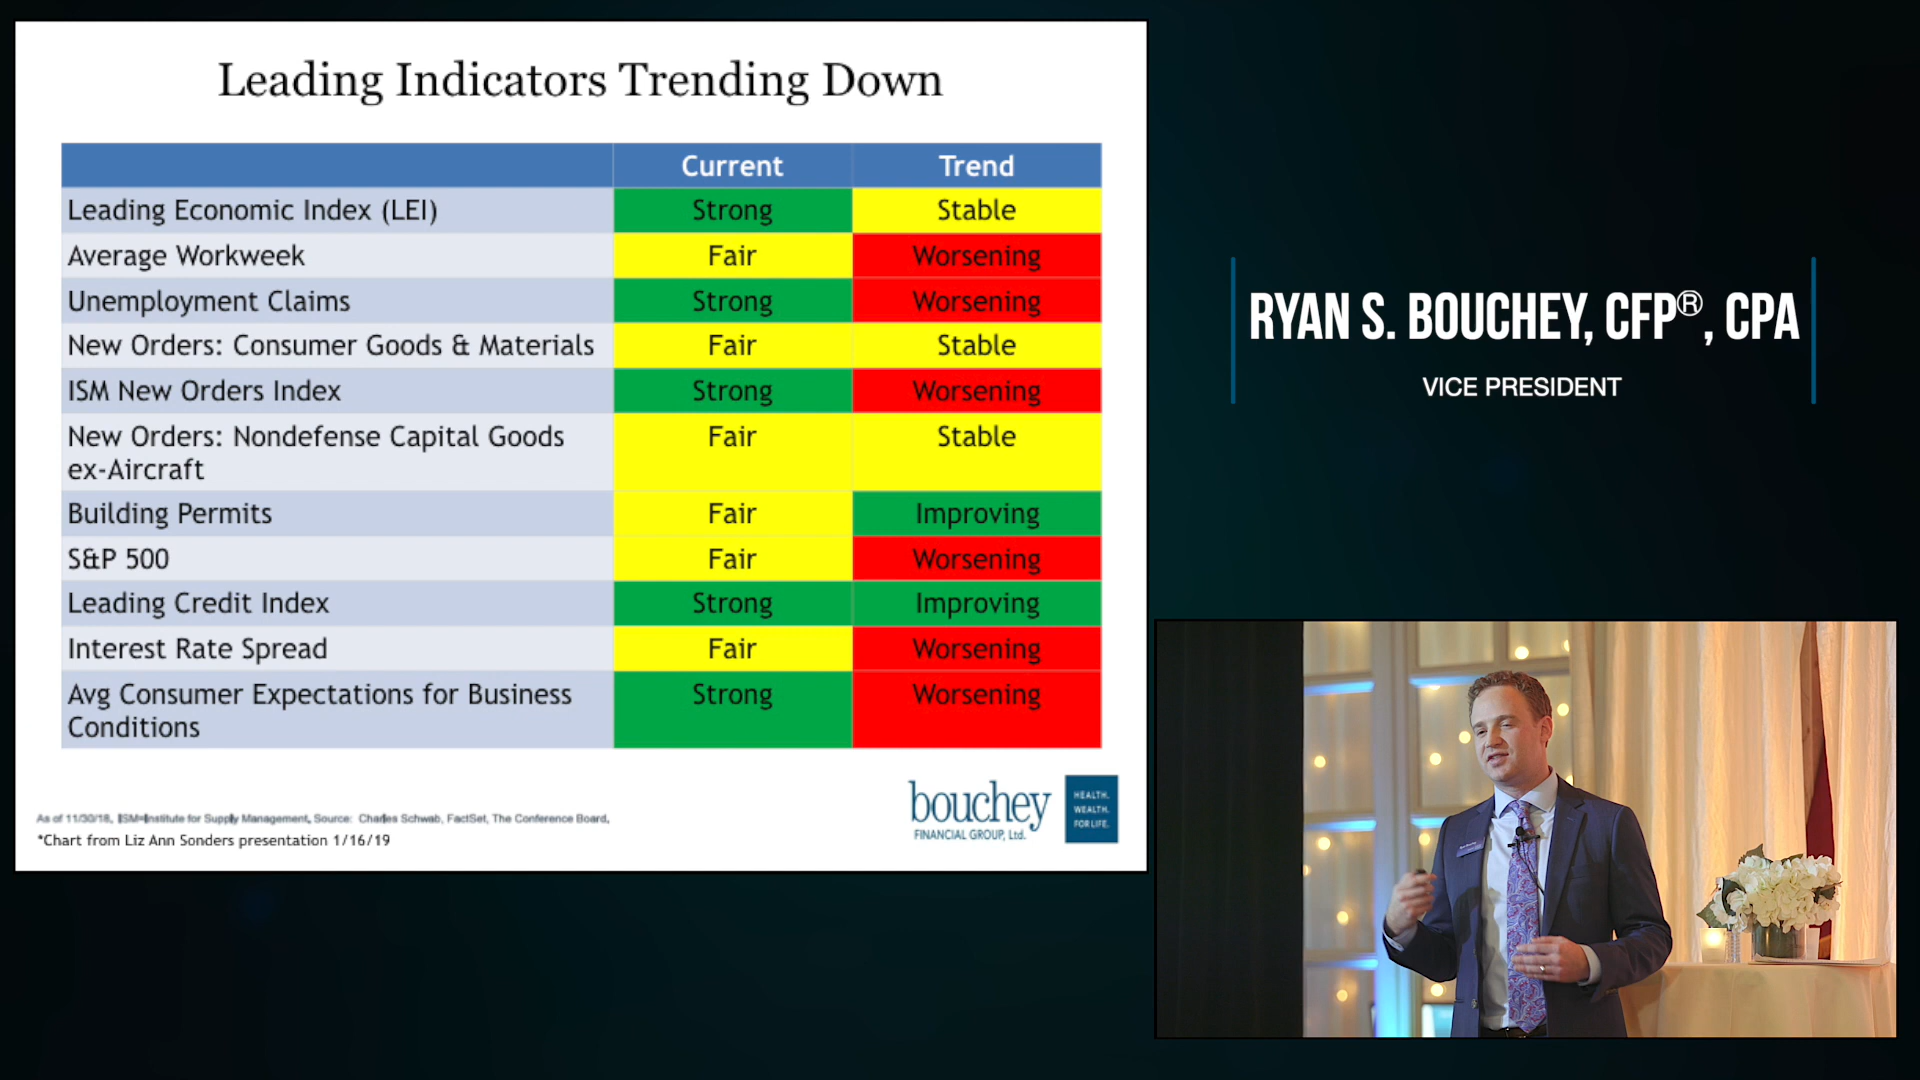 Leading Indicators Trending Down
Current Trend
Leading Economic Index (LEI) Strong Stable
Average Workweek Fair Worsening
Unemployment Claims Strong Worsening
New Orders: Consumer Goods & Materials Fair Stable
ISM New Orders Index Strong Worsening
New Orders: Nondefense Capital Goods Fair Stable
ex-Aircraft
Building Permits Fair Improving
S&P 500 Fair Worsening
Leading Credit Index Strong Improving
Interest Rate Spread Fair Worsening
Avg Consumer Expectations for Business Strong Worsening
Conditions
As of 11/30/18. ISM=Institute for Supply Management, Source: Charles Schwab, FactSet, The Conference Board,
*Chart from Liz Ann Sonders presentation 1/16/19
bouchey
FINANCIAL GROUP, Ltd.
HEALTH.
WEALTH.
FOR LIFE.
RYAN S. BOUCHEY, CFP®, CPA
VICE PRESIDENT